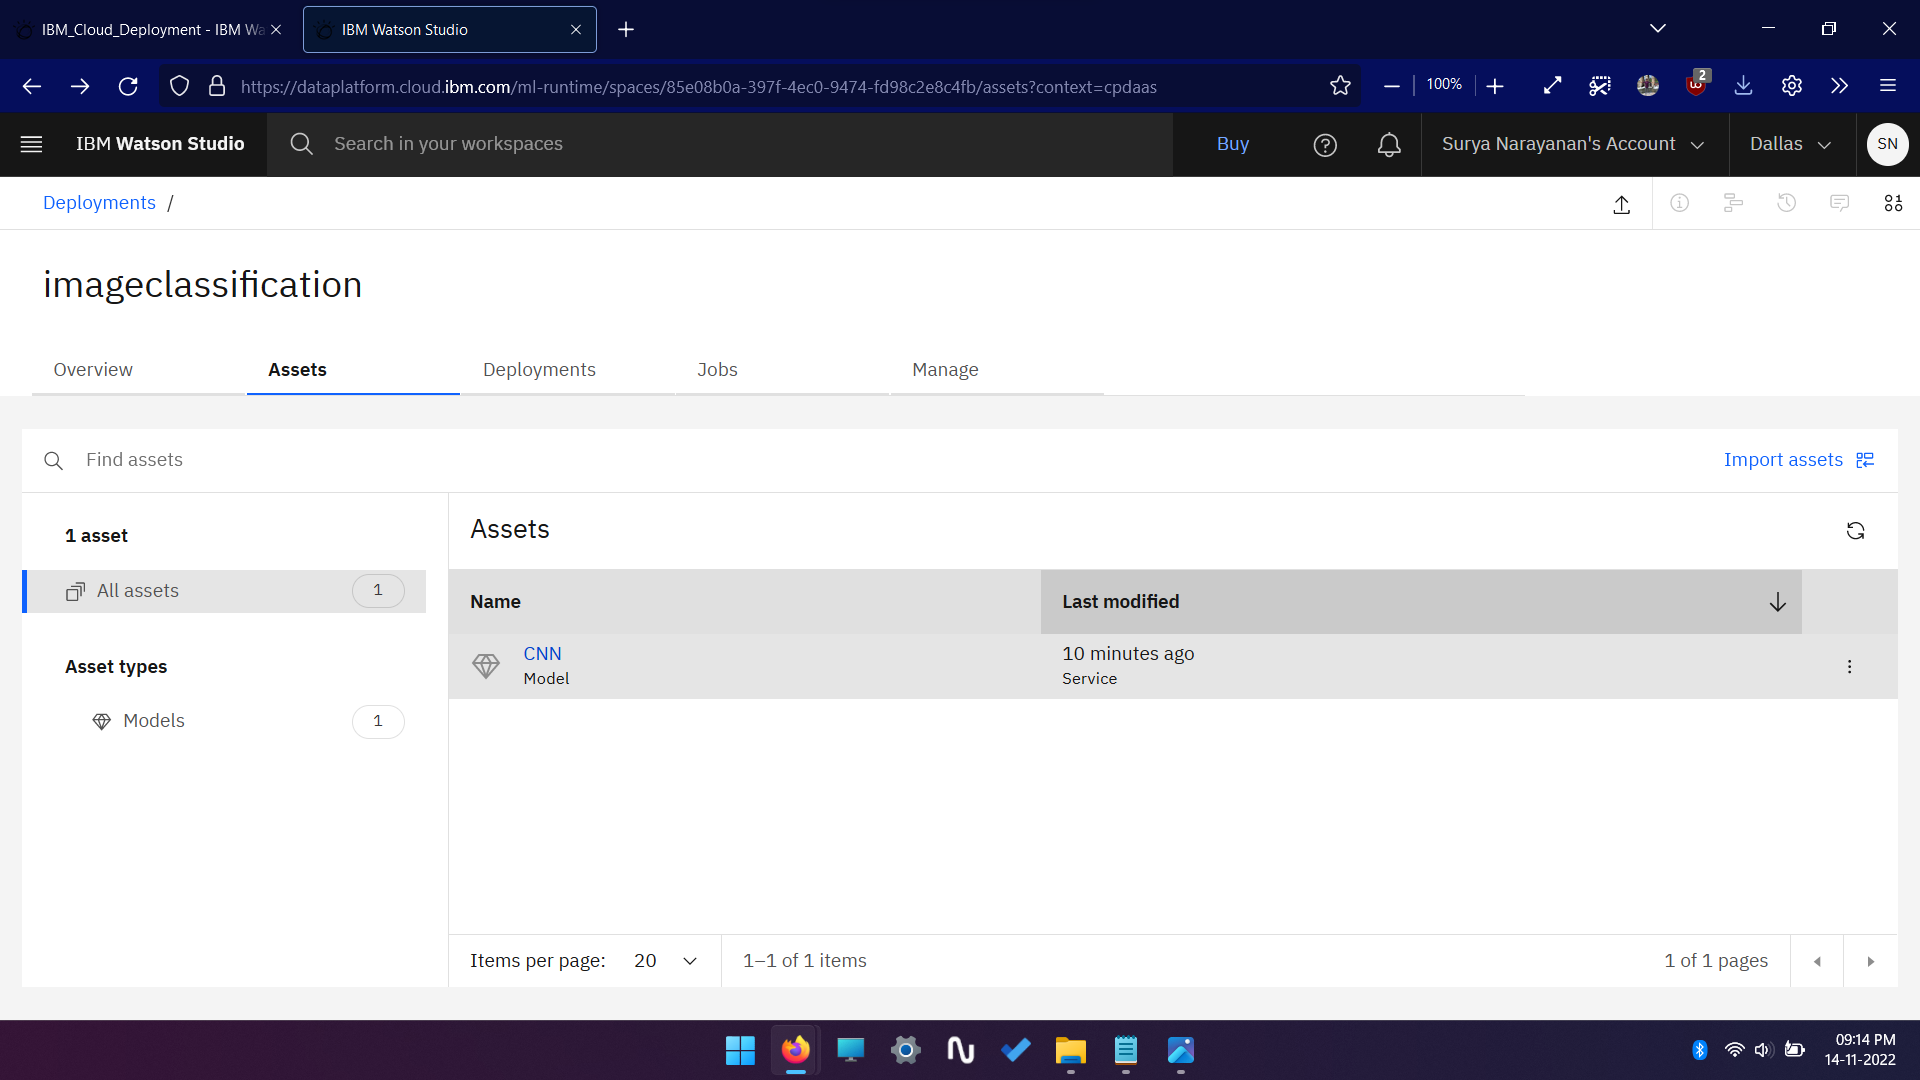 IBM_Cloud_Deployment - IBM Wa
IBM Watson Studio
https://dataplatform.cloud.ibm.com/ml-runtime/spaces/85e08b0a-397f-4ec0-9474-fd98c2e8c4fb/assets?context=cpdaas
100%
2
IBM Watson Studio
Search in your workspaces
Buy
Surya Narayanan's Account
Dallas
SN
Deployments /
imageclassification
Overview
Assets
Deployments
Jobs
Manage
Find assets
Import assets
1 asset
All assets
1
Asset types
Models
1
Assets
Name
Last modified
CNN
Model
10 minutes ago
Service
Items per page:
20
1–1 of 1 items
1 of 1 pages
09:14 PM
14-11-2022